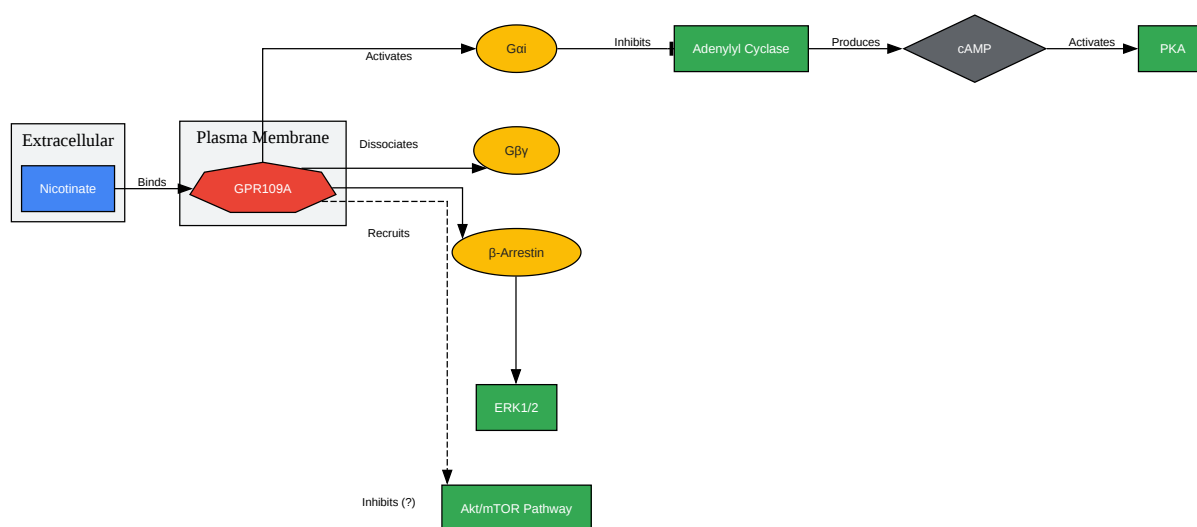 Gαi
Inhibits
Adenylyl Cyclase
Produces
cAMP
Activates
PKA
Activates
Extracellular
Plasma Membrane
Dissociates
Gβγ
Nicotinate
Binds
GPR109A
Recruits
β-Arrestin
ERK1/2
Inhibits (?)
Akt/mTOR Pathway